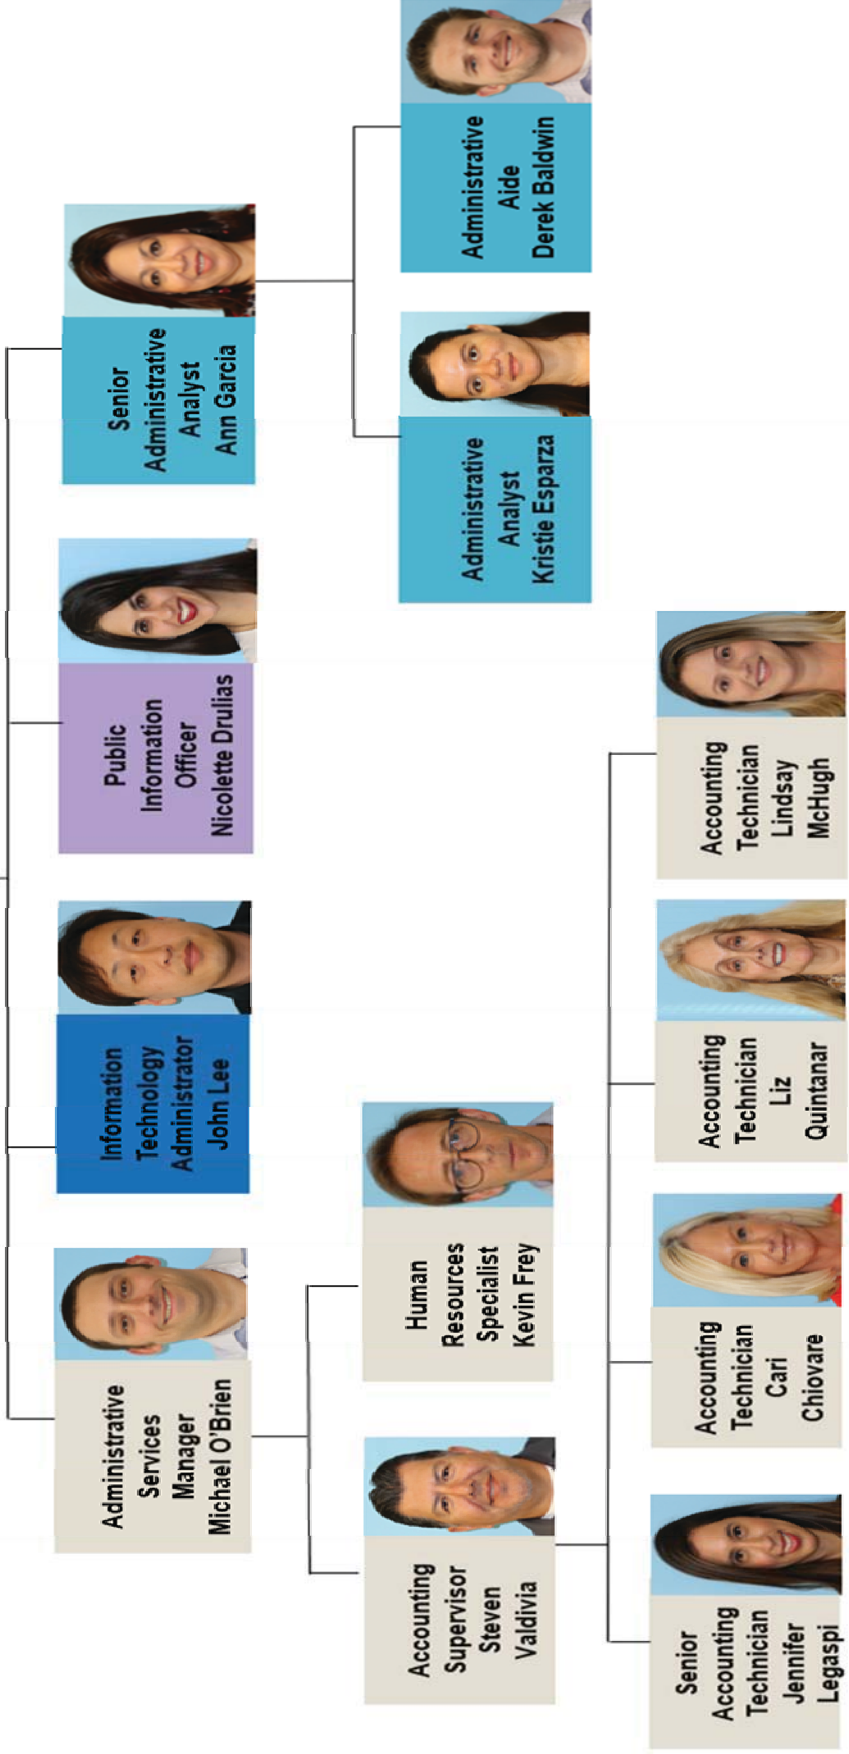 Administrative
Services
Manager
Michael O'Brien
Information
Technology
Administrator
John Lee
Public
Information
Officer
Nicolette Drulias
Senior
Administrative
Analyst
Ann Garcia
Accounting
Supervisor
Steven
Valdivia
Human
Resources
Specialist
Kevin Frey
Administrative
Analyst
Kristie Esparza
Administrative
Aide
Derek Baldwin
Senior
Accounting
Technician
Jennifer
Legaspi
Accounting
Technician
Cari
Chiovare
Accounting
Technician
Liz
Quintanar
Accounting
Technician
Lindsay
McHugh